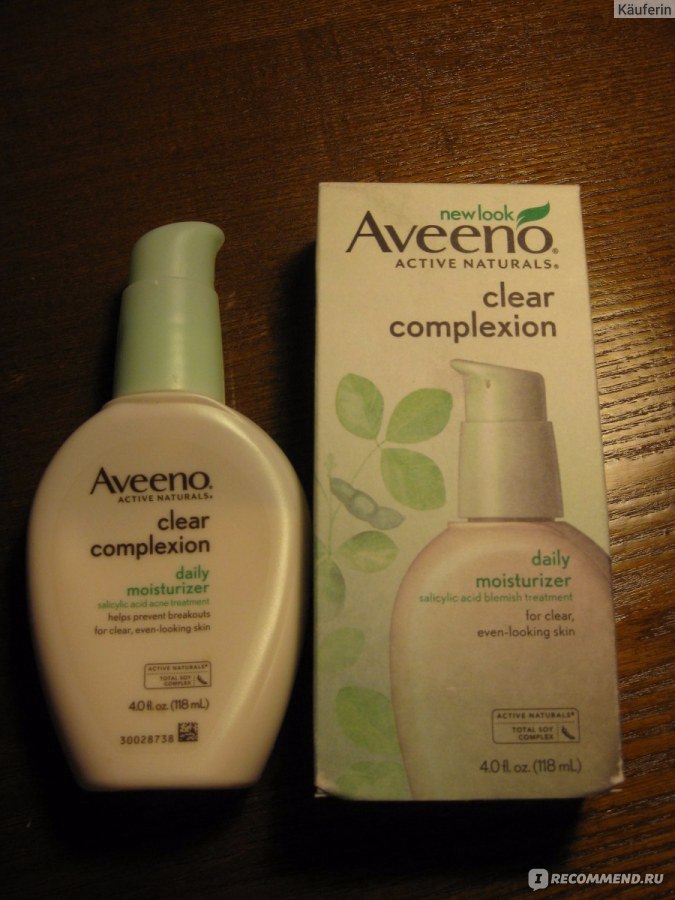 Käuferin
new look
Aveeno®
ACTIVE NATURALS®
clear
complexion
daily
moisturizer
salicylic acid blemish treatment
for clear,
even-looking skin
ACTIVE NATURALS®
TOTAL SOY
COMPLEX
4.0 fl. oz. (118 mL)
Aveeno®
ACTIVE NATURALS®
clear
complexion
daily
moisturizer
salicylic acid acne treatment
helps prevent breakouts
for clear, even-looking skin
ACTIVE NATURALS®
TOTAL SOY
COMPLEX
4.0 fl. oz. (118 mL)
30028738
IRECOMMEND.RU